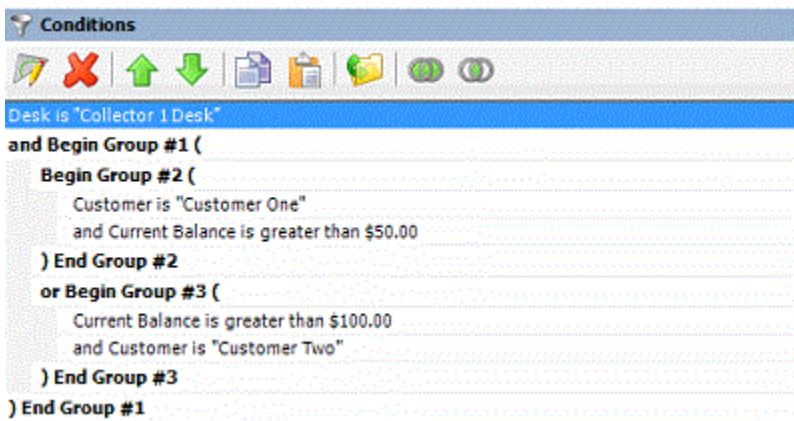 Conditions
Desk is "Collector 1 Desk"
and Begin Group #1 (
Begin Group #2 (
Customer is "Customer One"
and Current Balance is greater than $50.00
) End Group #2
or Begin Group #3 (
Current Balance is greater than $100.00
and Customer is "Customer Two"
) End Group #3
) End Group #1